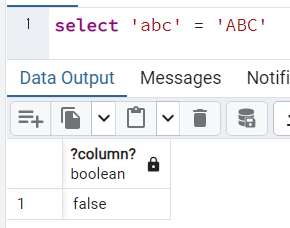 1 select 'abc' = 'ABC'
Data Output Messages Notifi
?column?
boolean
1 false